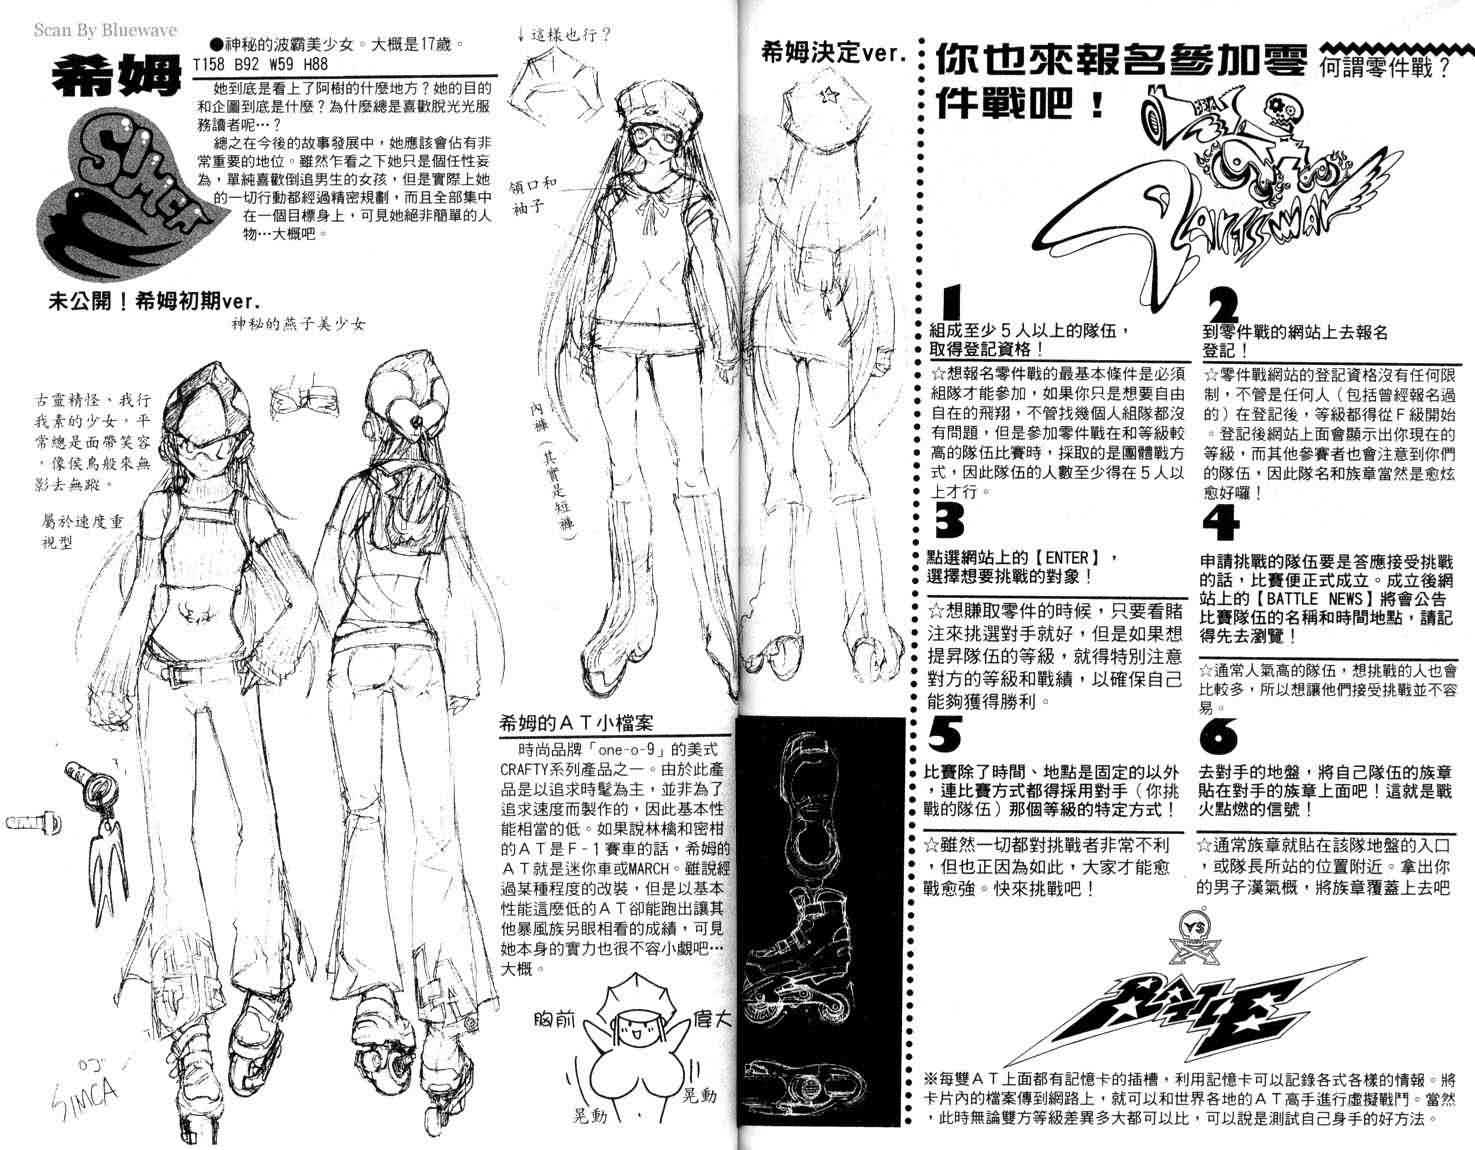 Scan By Bluewave
希姆
●神秘的波霸美少女。大概是17歲。
T158 B92 W59 H88
她到底是看上了阿樹的什麼地方？她的目的
和企圖到底是什麼？為什麼總是喜歡脫光光服
務讀者呢…？
總之在今後的故事發展中，她應該會佔有非
常重要的地位。雖然乍看之下她只是個任性妄
為，單純喜歡倒追男生的女孩，但是實際上她
的一切行動都經過精密規劃，而且全部集中
在一個目標身上，可見她絕非簡單的人
物…大概吧。
SIMCA
未公開！希姆初期ver.
神秘的燕子美少女
古靈精怪、我行
我素的少女，平
常總是面帶笑容
，像侯鳥般來無
影去無蹤。
屬於速度重
視型
03'
SIMCA
↓這樣也行？
希姆決定ver.
領口和
袖子
內褲（其實是短褲）
希姆的ＡＴ小檔案
時尚品牌「one-o-9」的美式
CRAFTY系列產品之一。由於此產
品是以追求時髦為主，並非為了
追求速度而製作的，因此基本性
能相當的低。如果說林檎和密柑
的ＡＴ是Ｆ-１賽車的話，希姆的
ＡＴ就是迷你車或MARCH。雖說經
過某種程度的改裝，但是以基本
性能這麼低的ＡＴ卻能跑出讓其
他暴風族另眼相看的成績，可見
她本身的實力也很不容小覷吧…
大概。
胸前
偉大
晃動
晃動
你也來報名參加零
件戰吧！
何謂零件戰？
PARTS WAR
1
組成至少５人以上的隊伍，
取得登記資格！
☆想報名零件戰的最基本條件是必須
組隊才能參加，如果你只是想要自由
自在的飛翔，不管找幾個人組隊都沒
有問題，但是參加零件戰在和等級較
高的隊伍比賽時，採取的是團體戰方
式，因此隊伍的人數至少得在５人以
上才行。
2
到零件戰的網站上去報名
登記！
☆零件戰網站的登記資格沒有任何限
制，不管是任何人（包括曾經報名過
的）在登記後，等級都得從Ｆ級開始
。登記後網站上面會顯示出你現在的
等級，而其他參賽者也會注意到你們
的隊伍，因此隊名和族章當然是愈炫
愈好囉！
3
點選網站上的【ENTER】，
選擇想要挑戰的對象！
☆想賺取零件的時候，只要看賭
注來挑選對手就好，但是如果想
提昇隊伍的等級，就得特別注意
對方的等級和戰績，以確保自己
能夠獲得勝利。
4
申請挑戰的隊伍要是答應接受挑戰
的話，比賽便正式成立。成立後網
站上的【BATTLE NEWS】將會公告
比賽隊伍的名稱和時間地點，請記
得先去瀏覽！
☆通常人氣高的隊伍，想挑戰的人也會
比較多，所以想讓他們接受挑戰並不容
易。
5
比賽除了時間、地點是固定的以外
，連比賽方式都得採用對手（你挑
戰的隊伍）那個等級的特定方式！
☆雖然一切都對挑戰者非常不利
，但也正因為如此，大家才能愈
戰愈強。快來挑戰吧！
6
去對手的地盤，將自己隊伍的族章
貼在對手的族章上面吧！這就是戰
火點燃的信號！
☆通常族章就貼在該隊地盤的入口
，或隊長所站的位置附近。拿出你
的男子漢氣概，將族章覆蓋上去吧
YS
※每雙ＡＴ上面都有記憶卡的插槽，利用記憶卡可以記錄各式各樣的情報。將
卡片內的檔案傳到網路上，就可以和世界各地的ＡＴ高手進行虛擬戰鬥。當然
，此時無論雙方等級差異多大都可以比，可以說是測試自己身手的好方法。